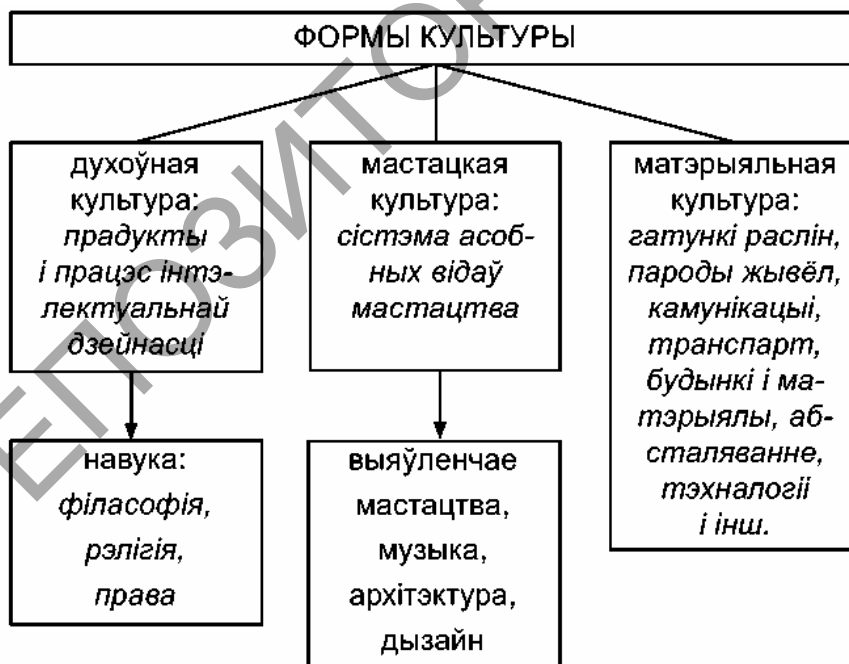 ФОРМЫ КУЛЬТУРЫ
духоўная
культура:
прадукты
і працэс інтэ-
лектуальнай
дзейнасці
мастацкая
культура:
сістэма асоб-
ных відаў
мастацтва
матэрыяльная
культура:
гатункі раслін,
пароды жывёл,
камунікацыі,
транспарт,
будынкі і ма-
тэрыялы, аб-
сталяванне,
тэхналогіі
і інш.
навука:
філасофія,
рэлігія,
права
выяўленчае
мастацтва,
музыка,
архітэктура,
дызайн
ЕПОЗИТО